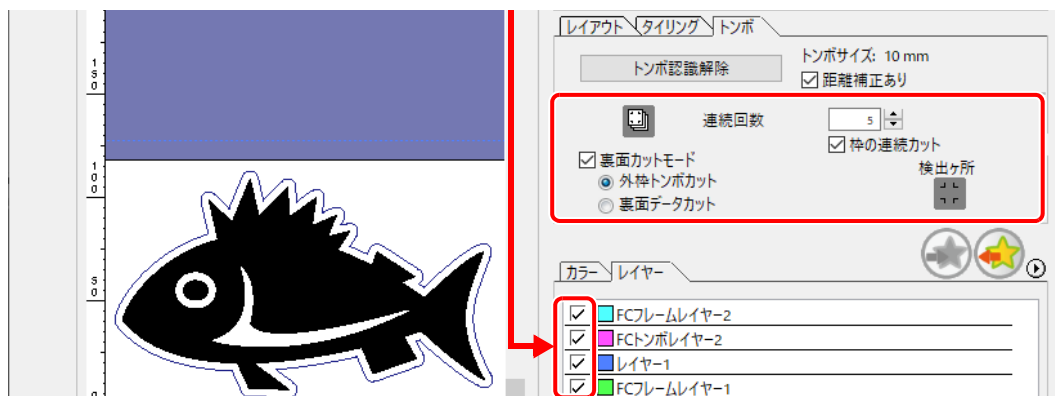 レイアウト タイリング トンボ
トンボ認識解除
トンボサイズ: 10 mm
距離補正あり
連続回数 5
枠の連続カット
裏面カットモード
外枠トンボカット
裏面データカット
検出ヶ所
カラー レイヤー
FCフレームレイヤー2
FCトンボレイヤー2
レイヤー1
FCフレームレイヤー1
150
100
50
0